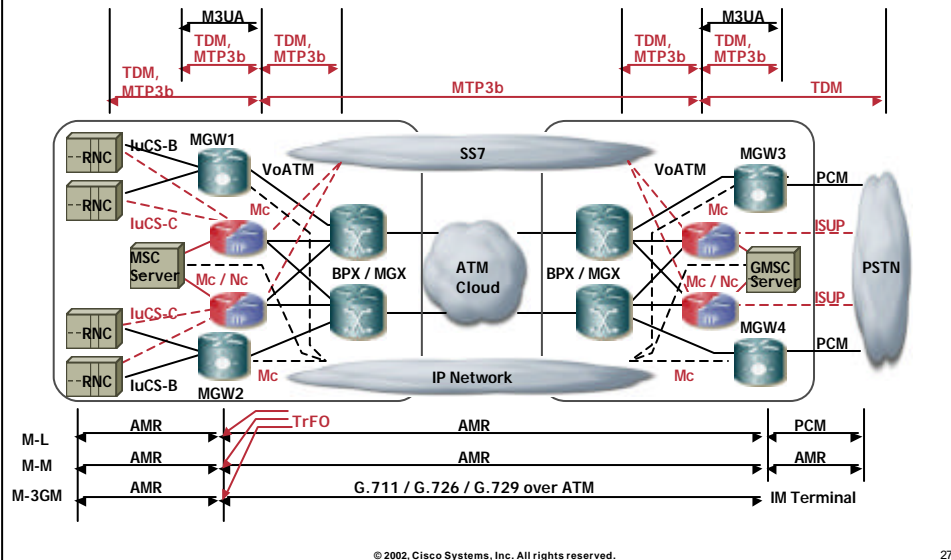 M3UA
M3UA
TDM,
MTP3b
TDM,
MTP3b
TDM,
MTP3b
TDM,
MTP3b
TDM,
MTP3b
MTP3b
TDM
RNC
IuCS-B
MGW1
SS7
VoATM
VoATM
MGW3
PCM
RNC
IuCS-C
Mc
Mc
ISUP
MSC
Server
Mc / Nc
BPX / MGX
ATM
Cloud
BPX / MGX
Mc / Nc
GMSC
Server
PSTN
IuCS-C
ISUP
RNC
MGW4
PCM
RNC
IuCS-B
MGW2
Mc
IP Network
Mc
M-L
AMR
TrFO
AMR
PCM
M-M
AMR
AMR
AMR
M-3GM
AMR
G.711 / G.726 / G.729 over ATM
IM Terminal
© 2002, Cisco Systems, Inc. All rights reserved.
27